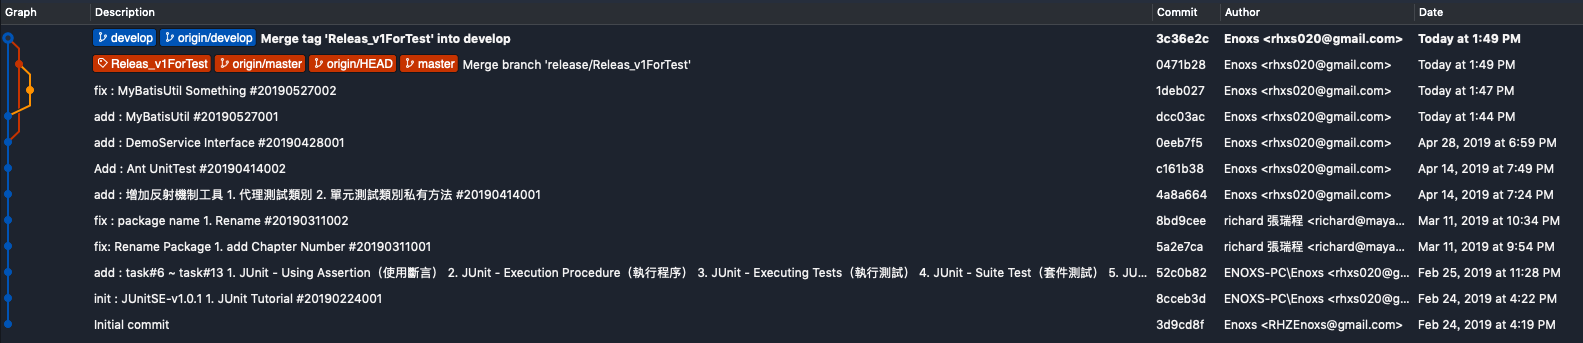 Graph Description Commit Author Date
develop origin/develop Merge tag 'Releas_v1ForTest' into develop 3c36e2c Enoxs <rhxs020@gmail.com> Today at 1:49 PM
Releas_v1ForTest origin/master origin/HEAD master Merge branch 'release/Releas_v1ForTest' 0471b28 Enoxs <rhxs020@gmail.com> Today at 1:49 PM
fix : MyBatisUtil Something #20190527002 1deb027 Enoxs <rhxs020@gmail.com> Today at 1:47 PM
add : MyBatisUtil #20190527001 dcc03ac Enoxs <rhxs020@gmail.com> Today at 1:44 PM
add : DemoService Interface #20190428001 0eeb7f5 Enoxs <rhxs020@gmail.com> Apr 28, 2019 at 6:59 PM
Add : Ant UnitTest #20190414002 c161b38 Enoxs <rhxs020@gmail.com> Apr 14, 2019 at 7:49 PM
add : 增加反射機制工具 1. 代理測試類別 2. 單元測試類別私有方法 #20190414001 4a8a664 Enoxs <rhxs020@gmail.com> Apr 14, 2019 at 7:24 PM
fix : package name 1. Rename #20190311002 8bd9cee richard 張瑞程 <richard@maya... Mar 11, 2019 at 10:34 PM
fix: Rename Package 1. add Chapter Number #20190311001 5a2e7ca richard 張瑞程 <richard@maya... Mar 11, 2019 at 9:54 PM
add : task#6 ~ task#13 1. JUnit - Using Assertion（使用斷言） 2. JUnit - Execution Procedure（執行程序） 3. JUnit - Executing Tests（執行測試） 4. JUnit - Suite Test（套件測試） 5. JU... 52c0b82 ENOXS-PC\Enoxs <rhxs020@g... Feb 25, 2019 at 11:28 PM
init : JUnitSE-v1.0.1 1. JUnit Tutorial #20190224001 8cceb3d ENOXS-PC\Enoxs <rhxs020@g... Feb 24, 2019 at 4:22 PM
Initial commit 3d9cd8f Enoxs <RHZEnoxs@gmail.com> Feb 24, 2019 at 4:19 PM